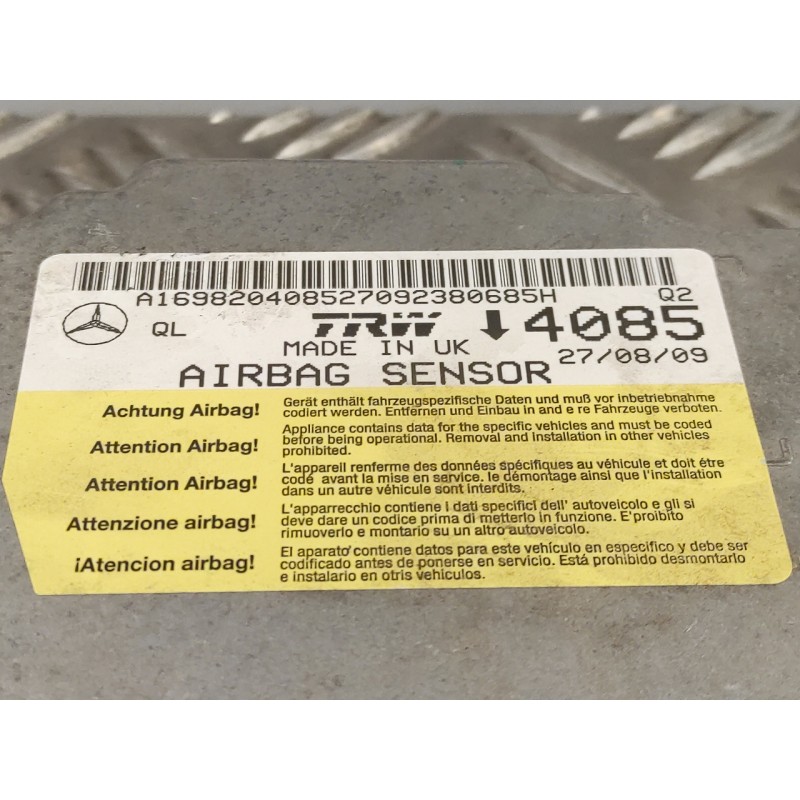 A169820408527092380685H Q2
QL TRW 4085
MADE IN UK 27/08/09
AIRBAG SENSOR
Achtung Airbag!
Gerät enthält fahrzeugspezifische Daten und muß vor inbetriebnahme
codiert werden. Entfernen und Einbau in and e re Fahrzeuge verboten.
Attention Airbag!
Appliance contains data for the specific vehicles and must be coded
before being operational. Removal and Installation in other vehicles
prohibited.
Attention Airbag!
L'appareil renferme des données spécifiques au véhicule et doit étre
codé avant la mise en service. le démontage ainsi que l'installation
dans un autre véhicule sont interdits.
Attenzione airbag!
L'apparrecchio contiene i dati specifici dell' autoveicolo e gli si
deve dare un codice prima di metterlo in funzione. E'proibito
rimuoverlo e montario su un altro autoveicolo.
¡Atencion airbag!
El aparato contiene datos para este vehículo en especifico y debe ser
codificado antes de ponerse en servicio. Está prohibido desmontarlo
e instalario en otris vehículos.